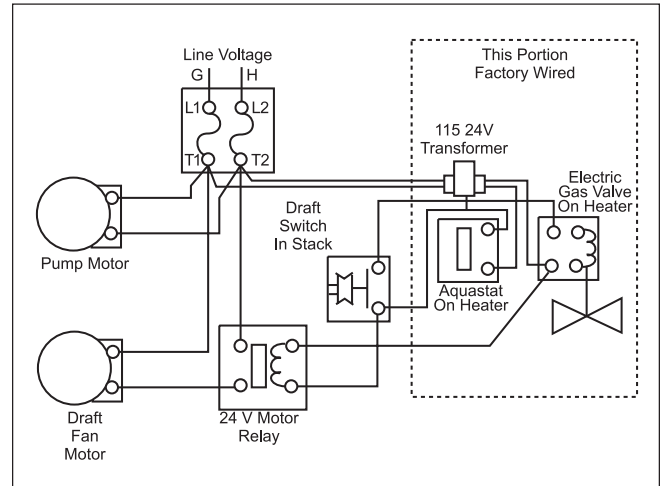 Line Voltage
G H
L1 L2
T1 T2
Pump Motor
Draft
Fan
Motor
24 V Motor
Relay
Draft
Switch
In Stack
This Portion
Factory Wired
115 24V
Transformer
Aquastat
On Heater
Electric
Gas Valve
On Heater